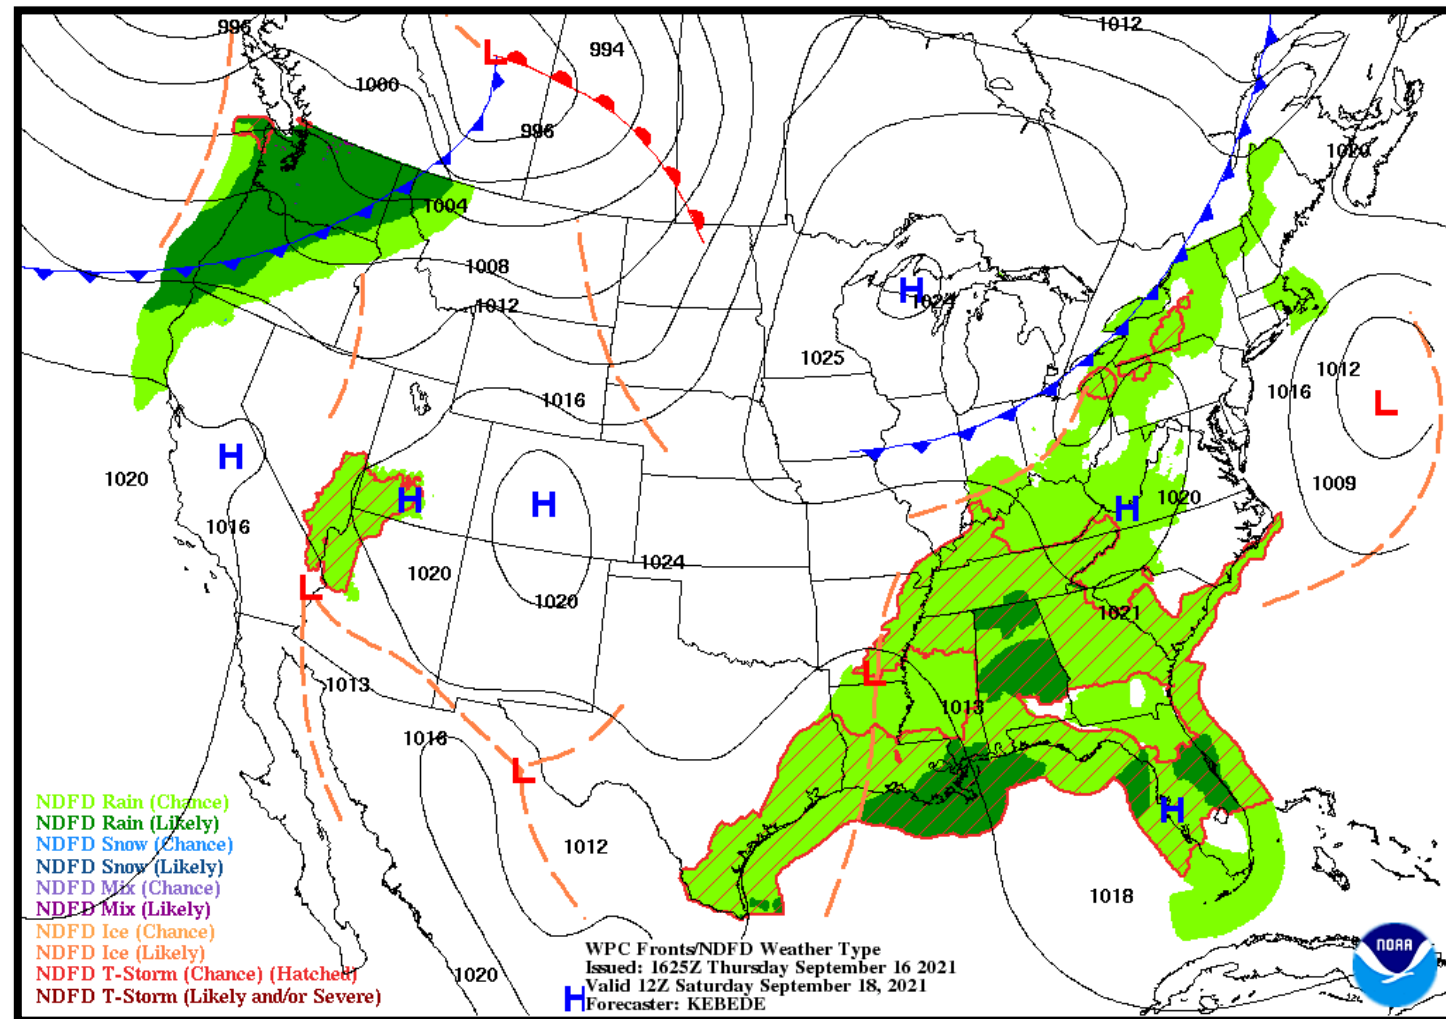 996
994
1012
L
1000
996
1020
1004
1008
H
1024
1012
1025
1012
1016
1016
L
H
1020
H
H
1009
1020
H
1016
1024
1020
L
1020
1021
L
1013
1013
1016
L
H
NDFD Rain (Chance)
NDFD Rain (Likely)
NDFD Snow (Chance)
NDFD Snow (Likely)
NDFD Mix (Chance)
NDFD Mix (Likely)
NDFD Ice (Chance)
NDFD Ice (Likely)
NDFD T-Storm (Chance) (Hatched)
NDFD T-Storm (Likely and/or Severe)
1012
1018
1020
H
WPC Fronts/NDFD Weather Type
Issued: 1625Z Thursday September 16 2021
Valid 12Z Saturday September 18, 2021
Forecaster: KEBEDE
NOAA